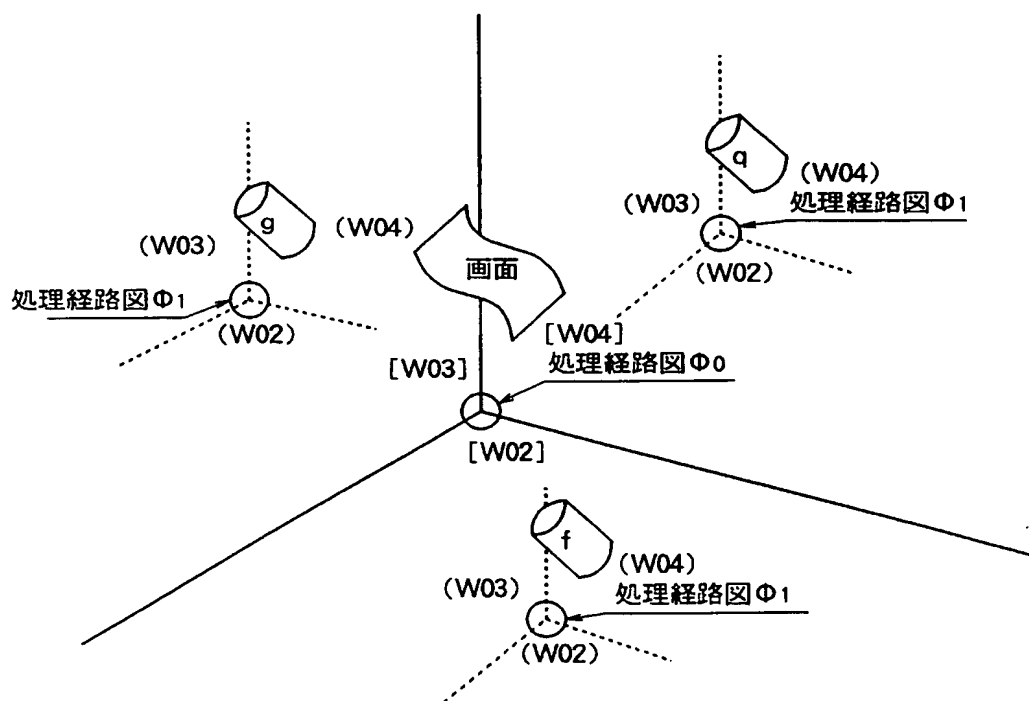 q
(W04)
(W03)
処理経路図Φ1
(W02)
g
(W04)
(W03)
画面
処理経路図Φ1
(W02)
[W04]
[W03]
処理経路図Φ0
[W02]
f
(W04)
(W03)
処理経路図Φ1
(W02)